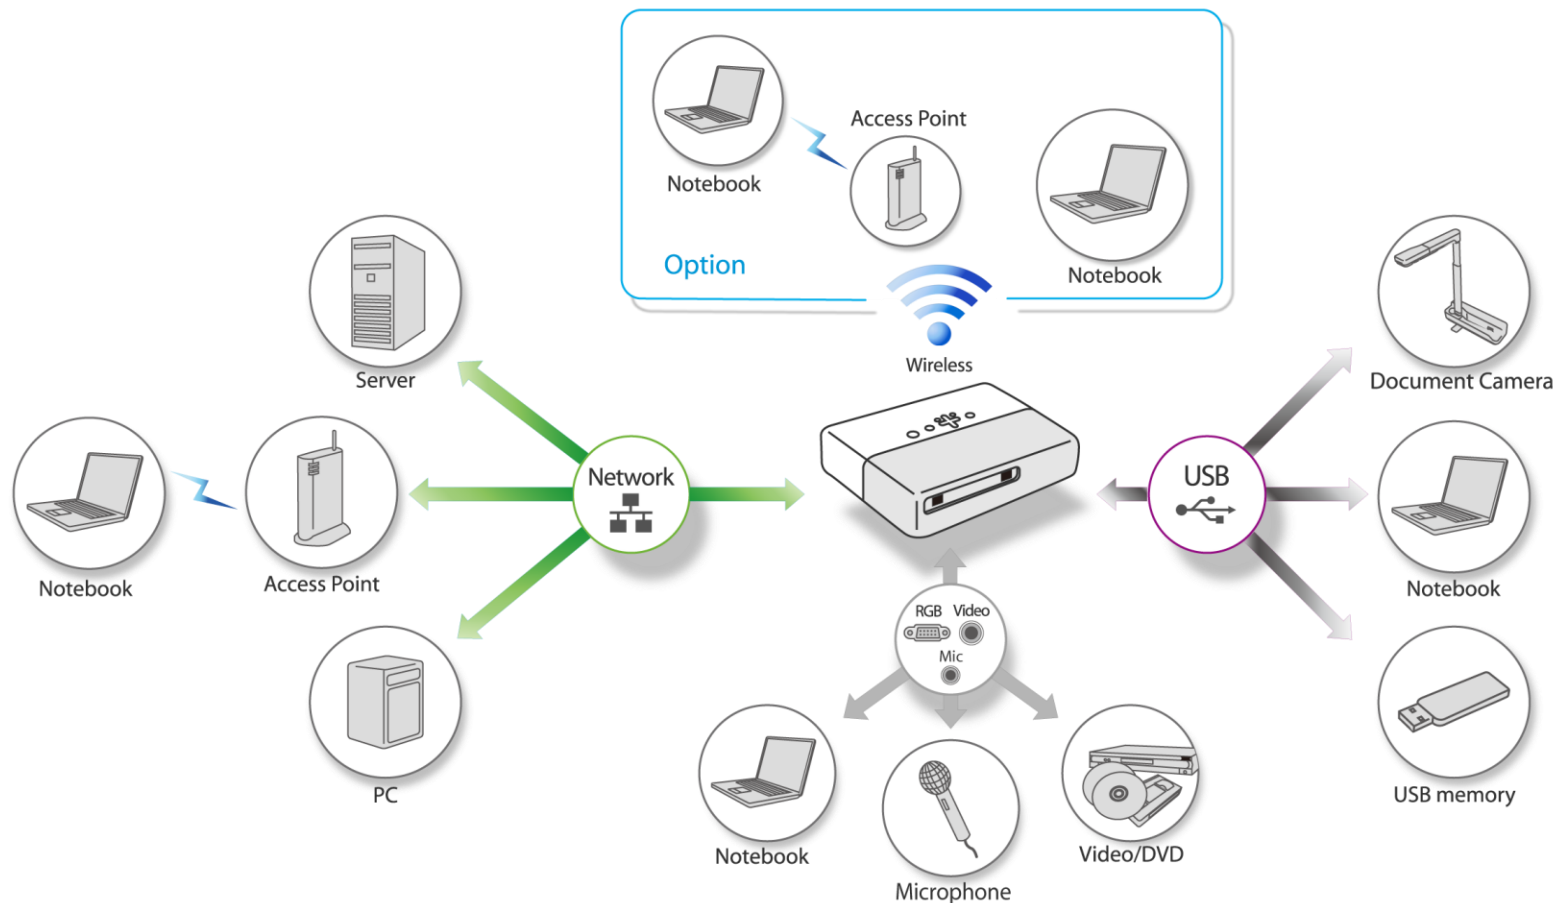 Notebook
Access Point
Notebook
Option
Wireless
Server
Network
Notebook
Access Point
PC
USB
Document Camera
Notebook
USB memory
RGB Video
Mic
Notebook
Microphone
Video/DVD